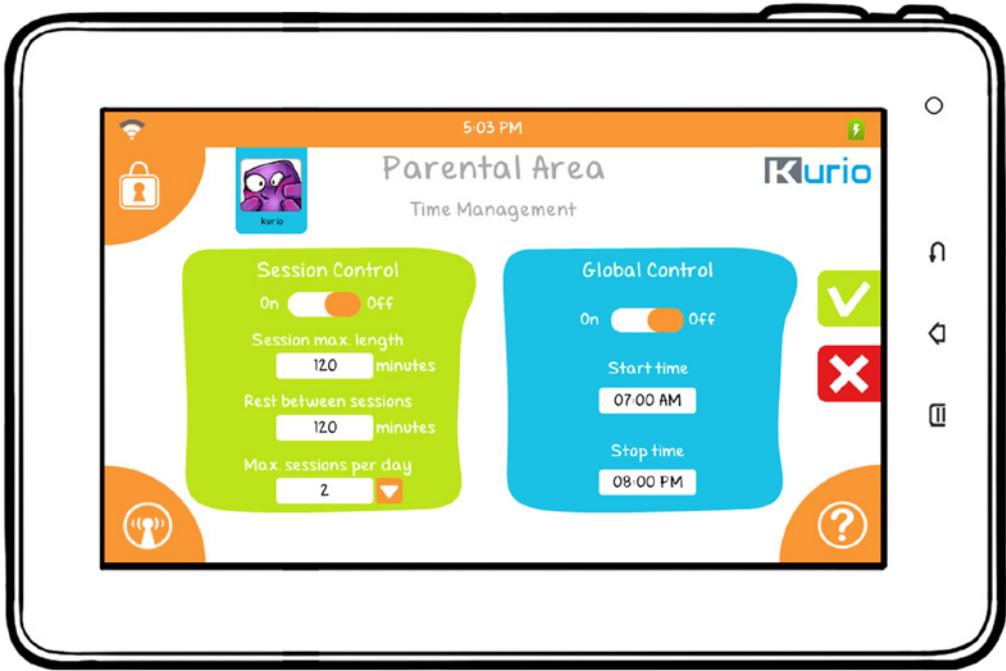 5:03 PM
Parental Area
Kurio
kurio
Time Management
Session Control
On Off
Session max. length
120 minutes
Rest between sessions
120 minutes
Max. sessions per day
2
Global Control
On Off
Start time
07:00 AM
Stop time
08:00 PM
?